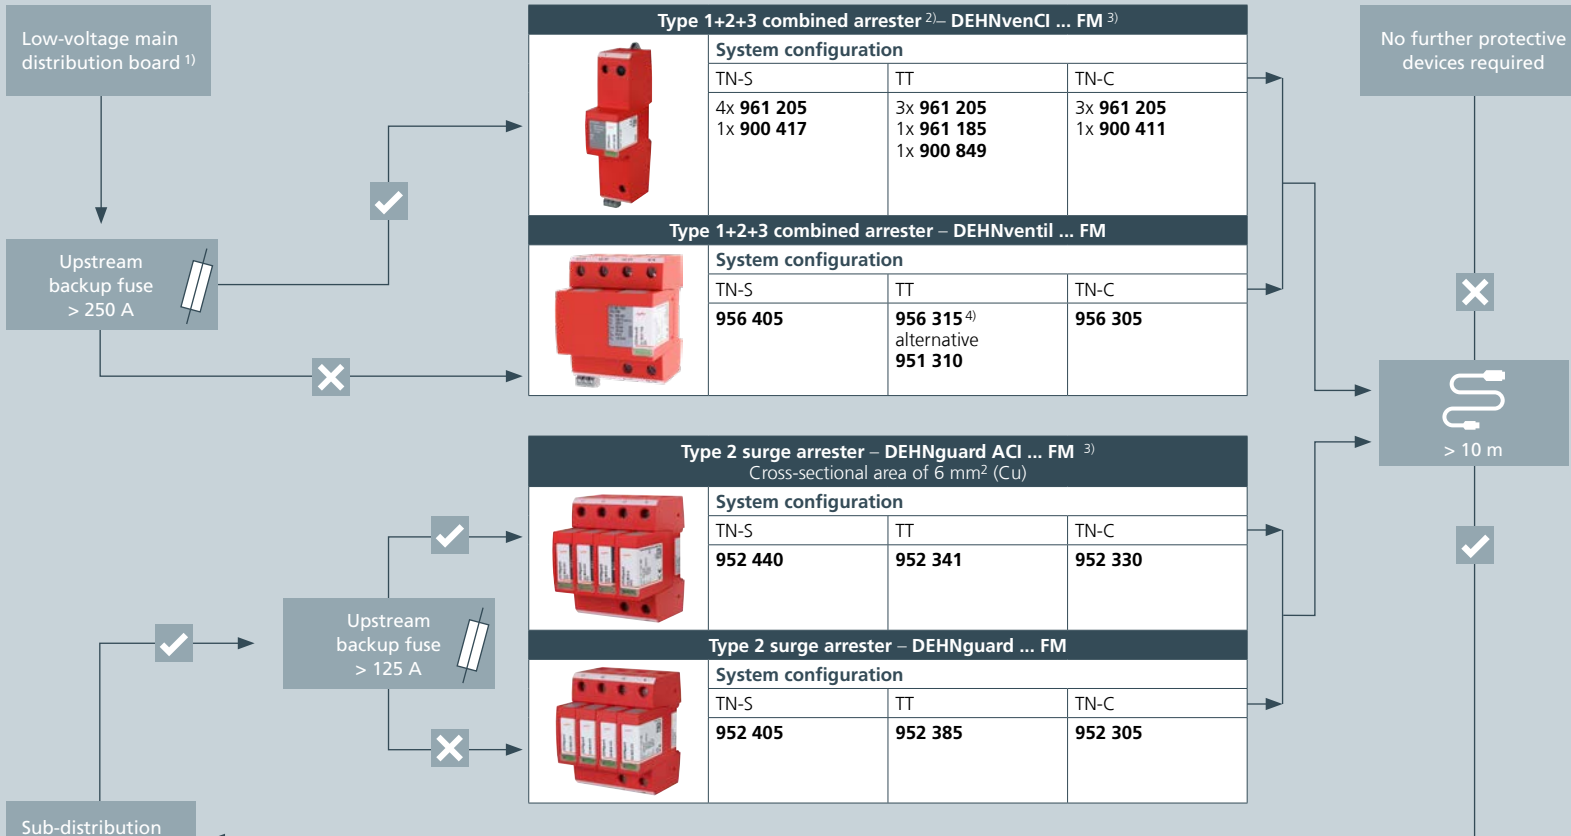 Low-voltage main
distribution board 1)
Upstream
backup fuse
> 250 A
Type 1+2+3 combined arrester 2)– DEHNvenCI ... FM 3)
System configuration
TN-S TT TN-C
4x 961 205 3x 961 205 3x 961 205
1x 900 417 1x 961 185 1x 900 411
1x 900 849
Type 1+2+3 combined arrester – DEHNventil ... FM
System configuration
TN-S TT TN-C
956 405 956 315 4) 956 305
alternative
951 310
No further protective
devices required
> 10 m
Type 2 surge arrester – DEHNguard ACI ... FM 3)
Cross-sectional area of 6 mm² (Cu)
System configuration
TN-S TT TN-C
952 440 952 341 952 330
Upstream
backup fuse
> 125 A
Type 2 surge arrester – DEHNguard ... FM
System configuration
TN-S TT TN-C
952 405 952 385 952 305
Sub-distribution